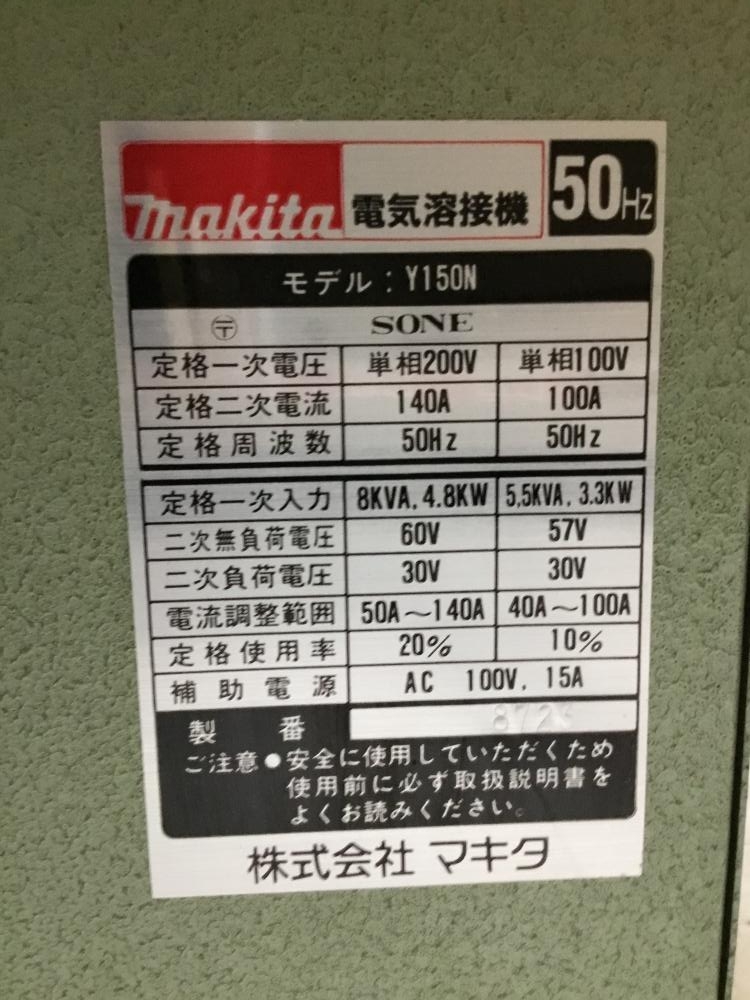 makita 電気溶接機 50Hz
モデル:Y150N
〶 SONE
定格一次電圧 単相200V 単相100V
定格二次電流 140A 100A
定格周波数 50Hz 50Hz
定格一次入力 8KVA, 4.8KW 5,5KVA, 3.3KW
二次無負荷電圧 60V 57V
二次負荷電圧 30V 30V
電流調整範囲 50A～140A 40A～100A
定格使用率 20% 10%
補助電源 AC 100V, 15A
製番
ご注意●安全に使用していただくため
使用前に必ず取扱説明書を
よくお読みください。
株式会社 マキタ